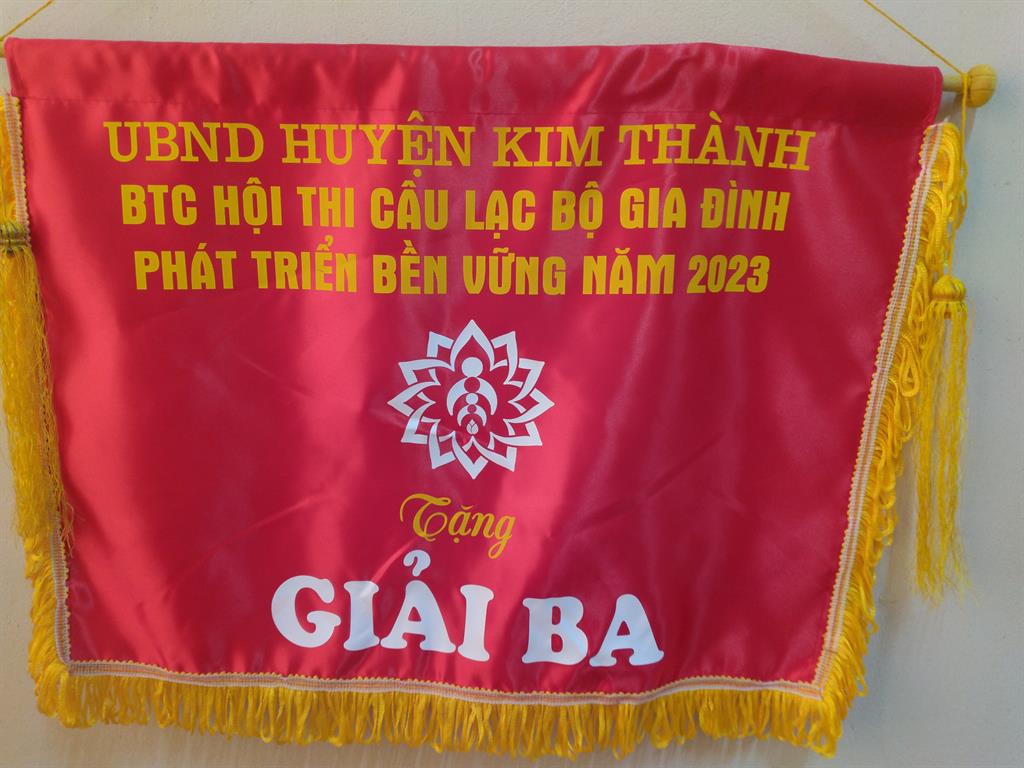 UBND HUYỆN KIM THÀNH
BTC HỘI THI CÂU LẠC BỘ GIA ĐÌNH
PHÁT TRIỂN BỀN VỮNG NĂM 2023
Tặng
GIẢI BA